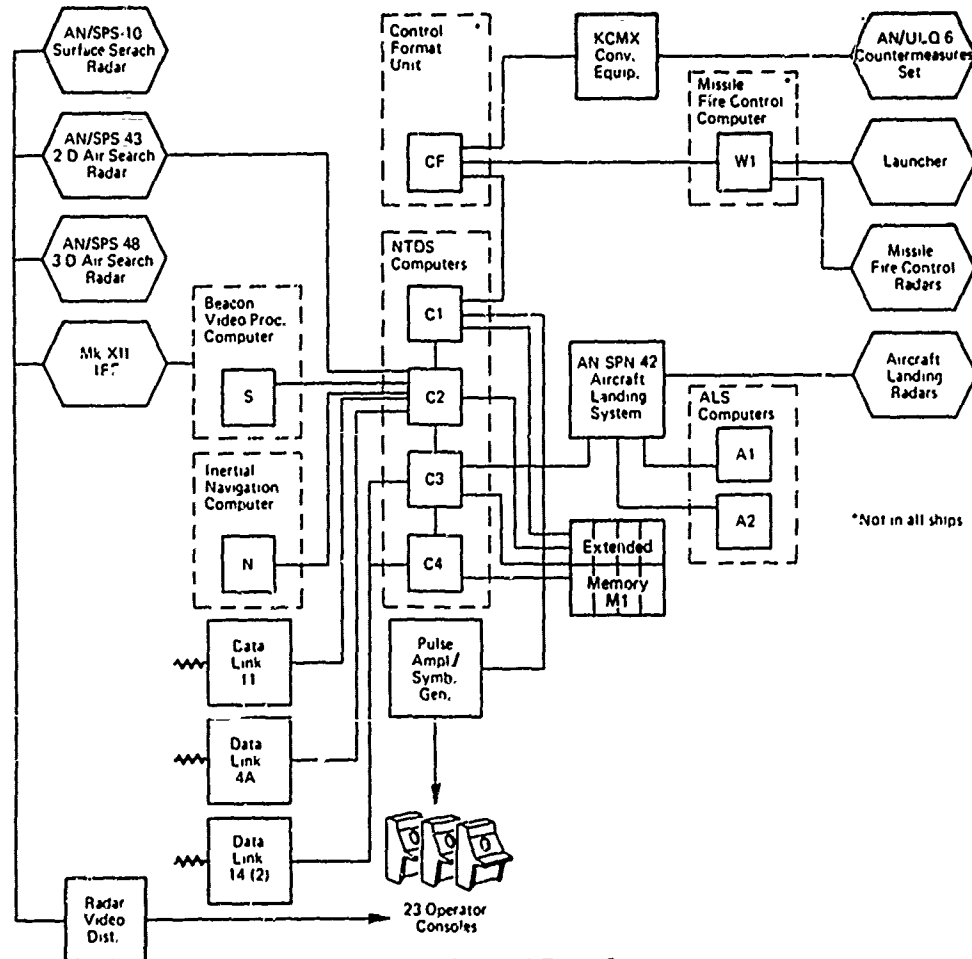 AN/SPS-10
Surface Serach
Radar
AN/SPS 43
2 D Air Search
Radar
AN/SPS 48
3 D Air Search
Radar
Mk XII
Beacon
Video Proc.
Computer
S
Inertial
Navigation
Computer
N
Data
Link
11
Data
Link
4A
Data
Link
14 (2)
Radar
Video
Dist.
Control *
Format
Unit
CF
NTDS
Computers
C1
C2
C3
C4
Pulse
Ampl./
Symb.
Gen.
23 Operator
Consoles
KCMX
Conv.
Equip.
Missile *
Fire Control
Computer
W1
AN SPN 42
Aircraft
Landing
System
ALS
Computers
A1
A2
Extended
Memory
M1
AN/ULQ 6
Countermeasures
Set
Launcher
Missile
Fire Control
Radars
Aircraft
Landing
Radars
*Not in all ships